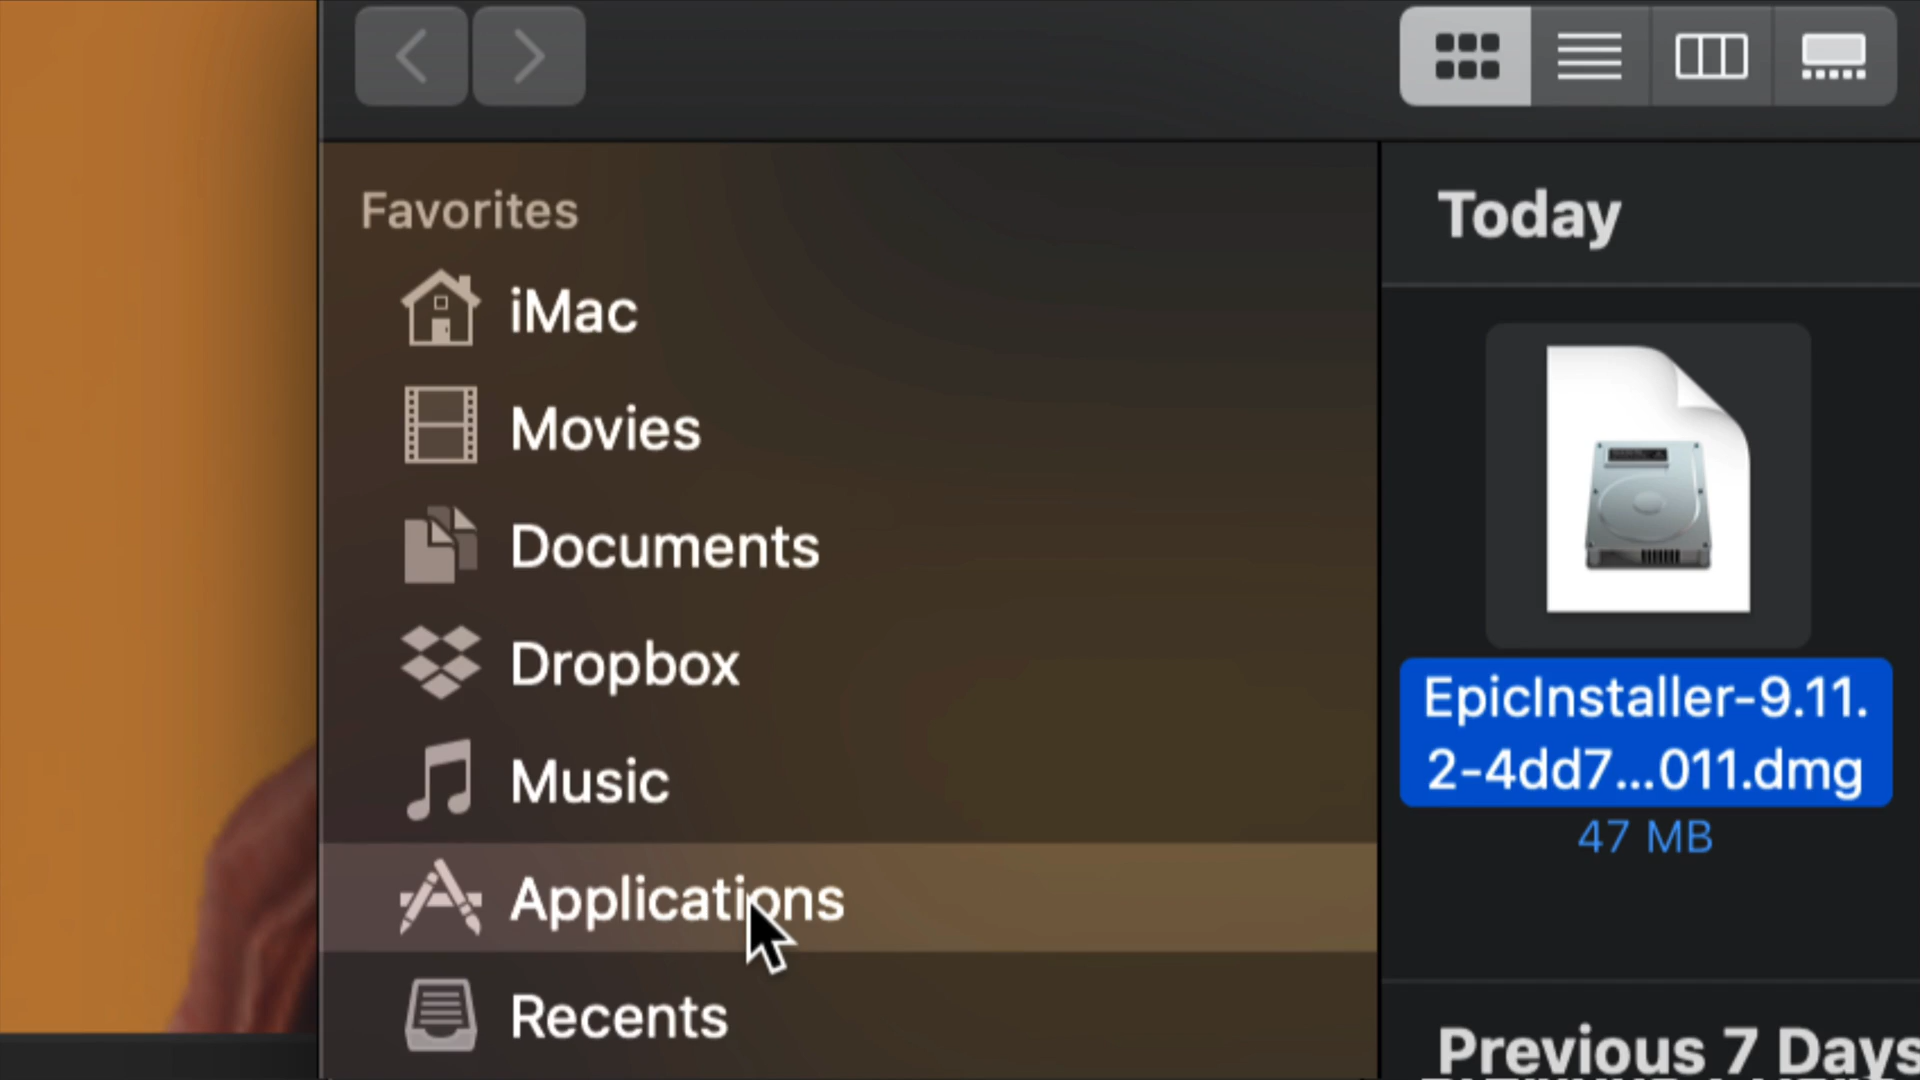 Favorites
iMac
Movies
Documents
Dropbox
Music
Applications
Recents
Today
EpicInstaller-9.11.
2-4dd7...011.dmg
47 MB
Previous 7 Days